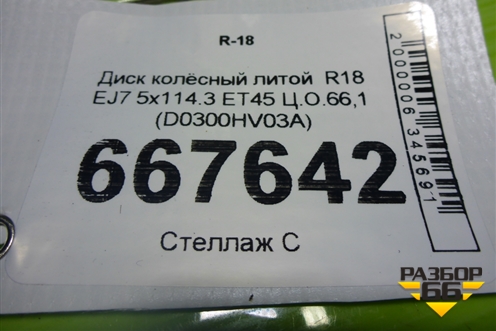 R-18
Диск колёсный литой R18
EJ7 5x114.3 ET45 Ц.О.66,1
(D0300HV03A)
667642
Стеллаж С
2000006345691
РАЗБОР
66